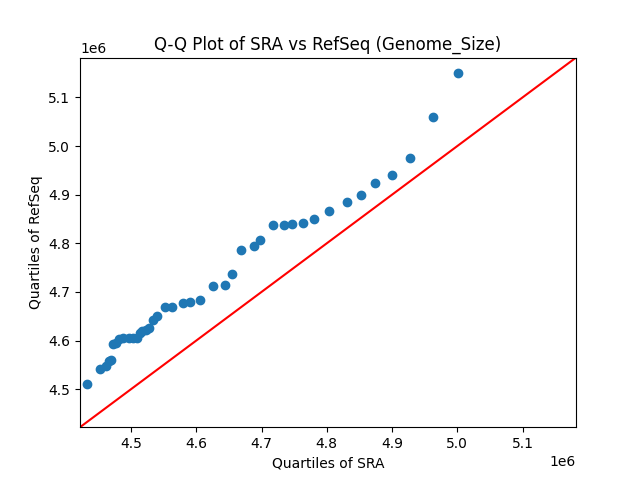 Q-Q Plot of SRA vs RefSeq (Genome_Size)
1e6
5.1
5.0
4.9
4.8
4.7
4.6
4.5
Quartiles of RefSeq
4.5 4.6 4.7 4.8 4.9 5.0 5.1
Quartiles of SRA
1e6